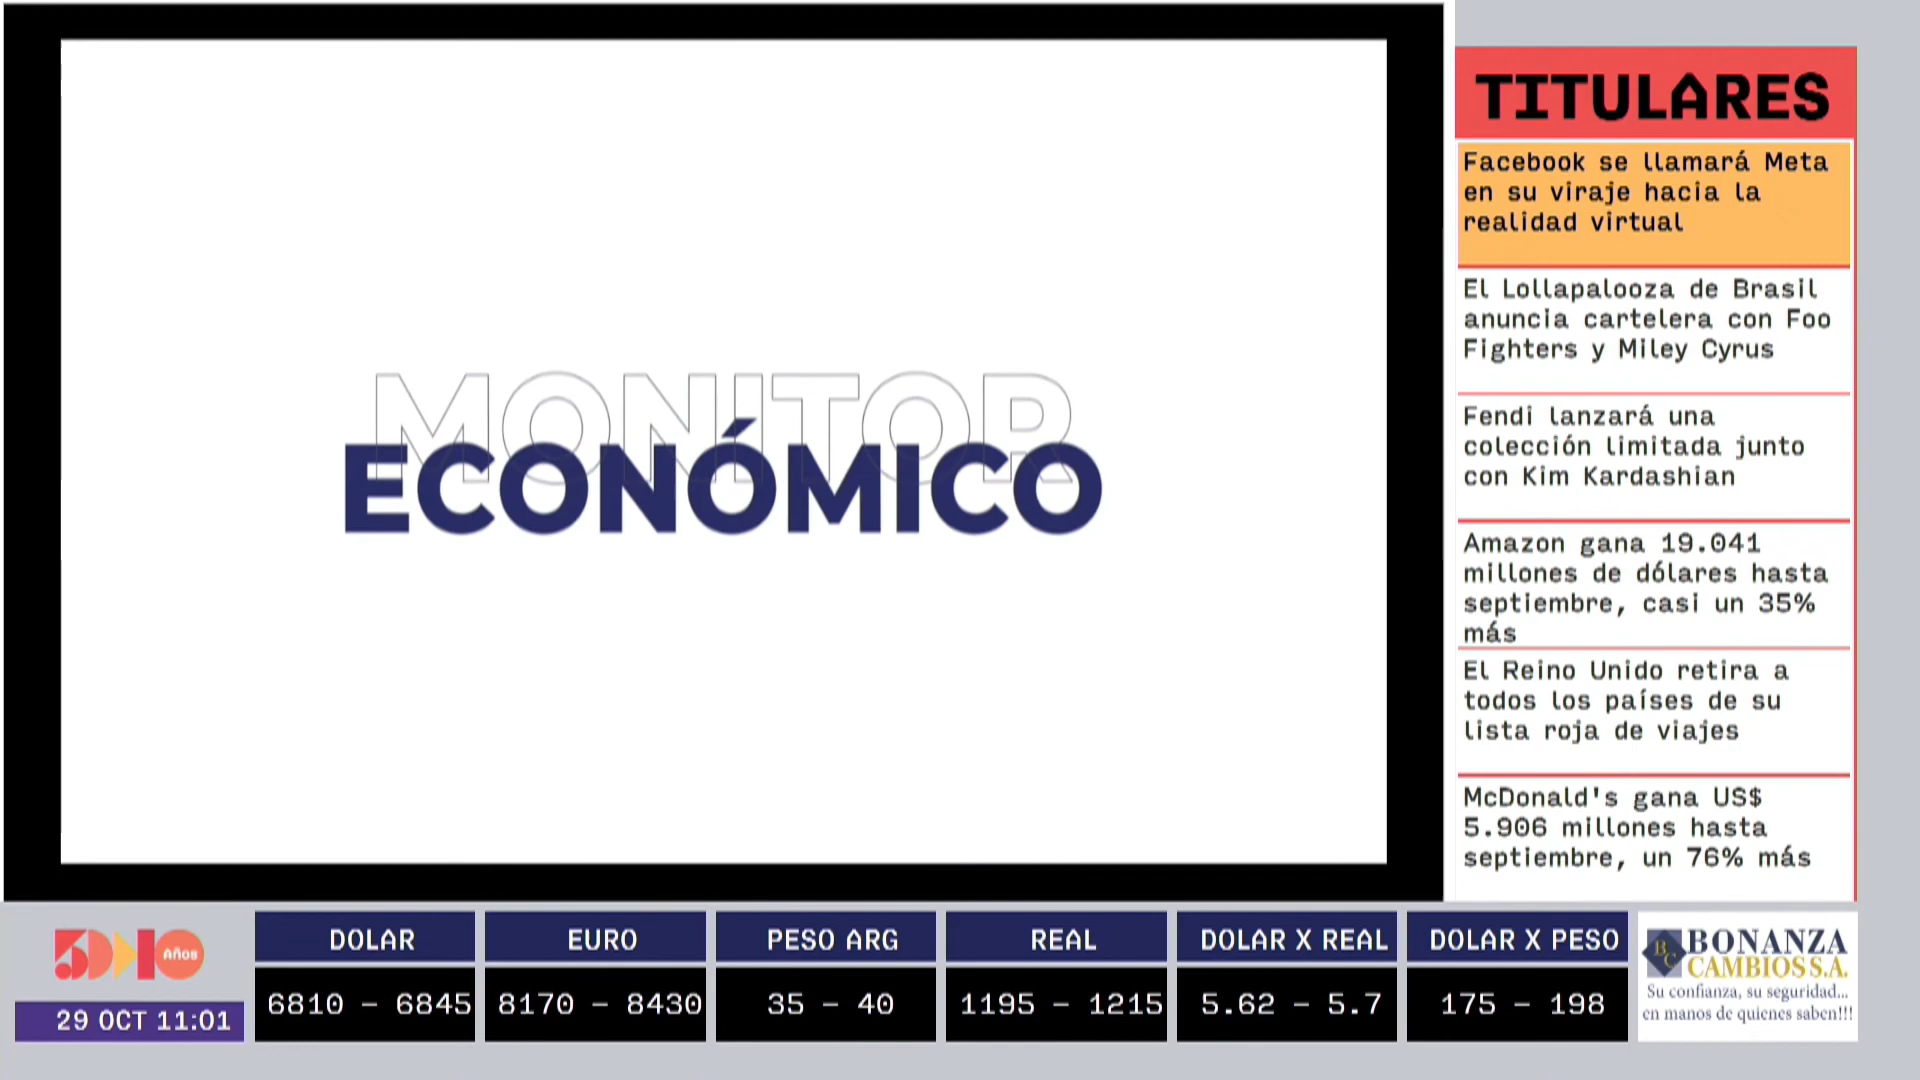 MONITOR
ECONÓMICO
TITULARES
Facebook se llamará Meta
en su viraje hacia la
realidad virtual
El Lollapalooza de Brasil
anuncia cartelera con Foo
Fighters y Miley Cyrus
Fendi lanzará una
colección limitada junto
con Kim Kardashian
Amazon gana 19.041
millones de dólares hasta
septiembre, casi un 35%
más
El Reino Unido retira a
todos los países de su
lista roja de viajes
McDonald's gana US$
5.906 millones hasta
septiembre, un 76% más
5D 10 Años
29 OCT 11:01
DOLAR
6810 – 6845
EURO
8170 – 8430
PESO ARG
35 – 40
REAL
1195 – 1215
DOLAR X REAL
5.62 – 5.7
DOLAR X PESO
175 – 198
BC BONANZA
CAMBIOS S.A.
Su confianza, su seguridad...
en manos de quienes saben!!!